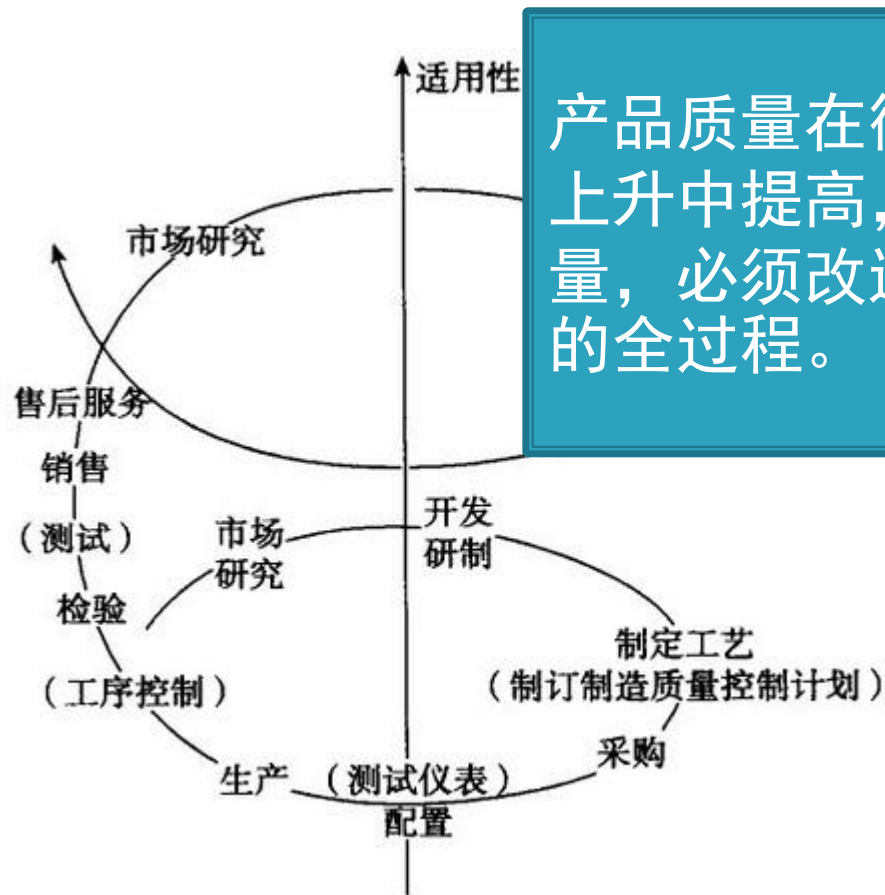 适用性
产品质量在
上升中提高，
量，必须改
的全过程。
市场研究
售后服务
销售
（测试）
检验
（工序控制）
市场
研究
开发
研制
制定工艺
（制订制造质量控制计划）
采购
（测试仪表）
配置
生产